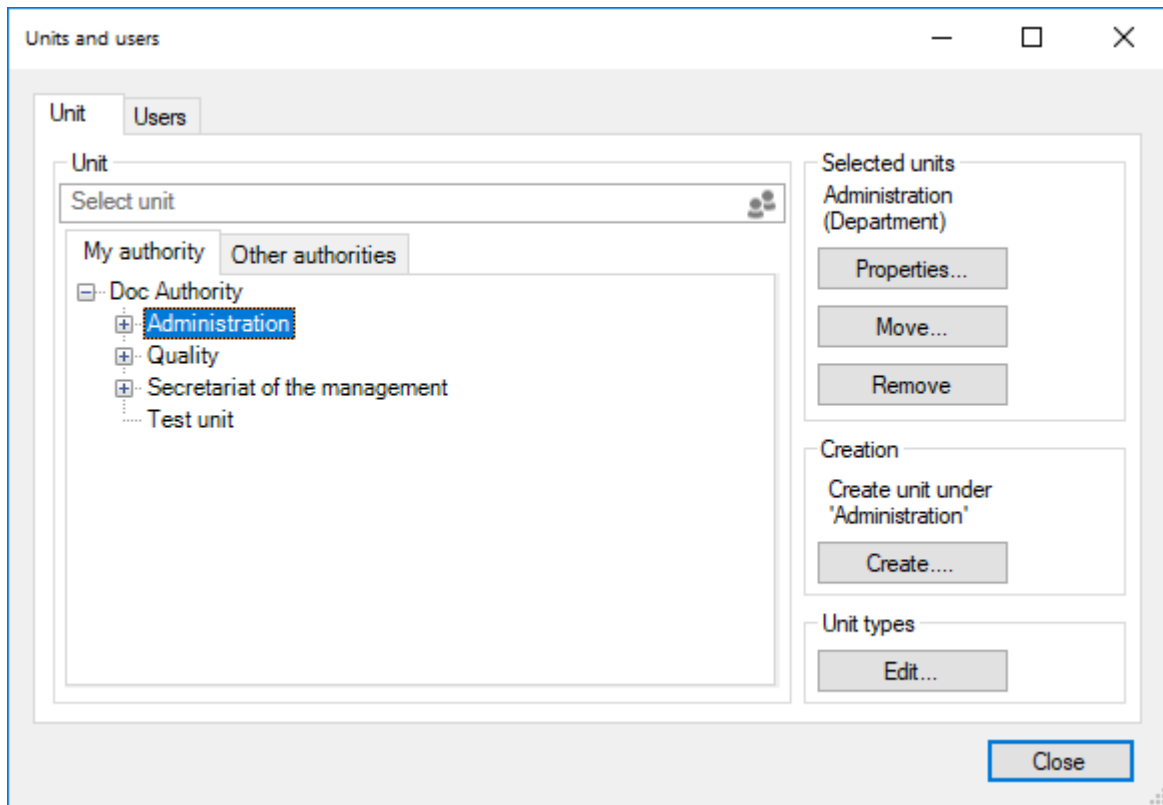 Units and users
Unit
Users
Unit
Select unit
My authority
Other authorities
Doc Authority
Administration
Quality
Secretariat of the management
Test unit
Selected units
Administration
(Department)
Properties...
Move...
Remove
Creation
Create unit under
'Administration'
Create....
Unit types
Edit...
Close